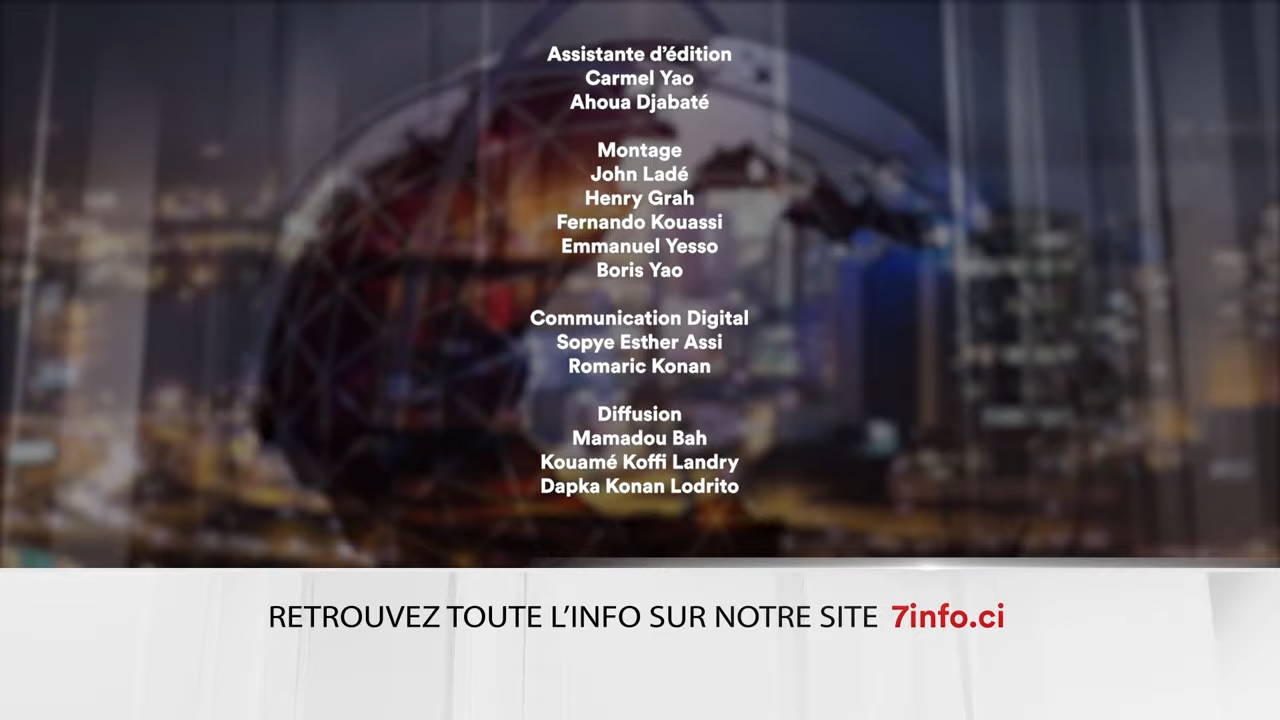 Assistante d'édition
Carmel Yao
Ahoua Djabaté
Montage
John Ladé
Henry Grah
Fernando Kouassi
Emmanuel Yesso
Boris Yao
Communication Digital
Sopye Esther Assi
Romaric Konan
Diffusion
Mamadou Bah
Kouamé Koffi Landry
Dapka Konan Lodrito
RETROUVEZ TOUTE L'INFO SUR NOTRE SITE 7info.ci